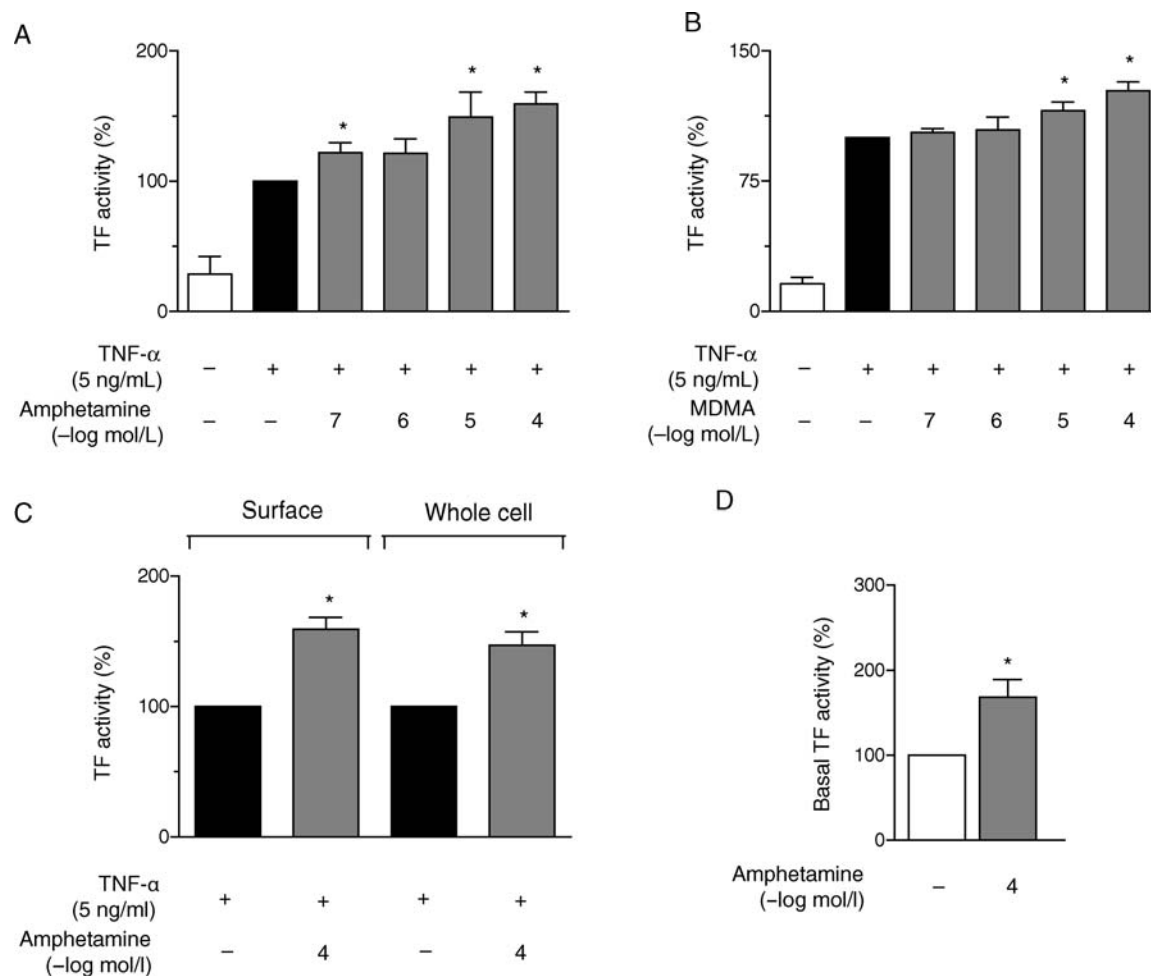 A
200
100
0
TF activity (%)
* * *
TNF-α
(5 ng/mL)
– + + + + +
Amphetamine
(–log mol/L)
– – 7 6 5 4
B
150
75
0
TF activity (%)
* *
TNF-α
(5 ng/mL)
– + + + + +
MDMA
(–log mol/L)
– – 7 6 5 4
C
Surface Whole cell
200
100
0
TF activity (%)
* *
TNF-α
(5 ng/ml)
+ + + +
Amphetamine
(–log mol/l)
– 4 – 4
D
300
200
100
0
Basal TF activity (%)
*
Amphetamine
(–log mol/l)
– 4